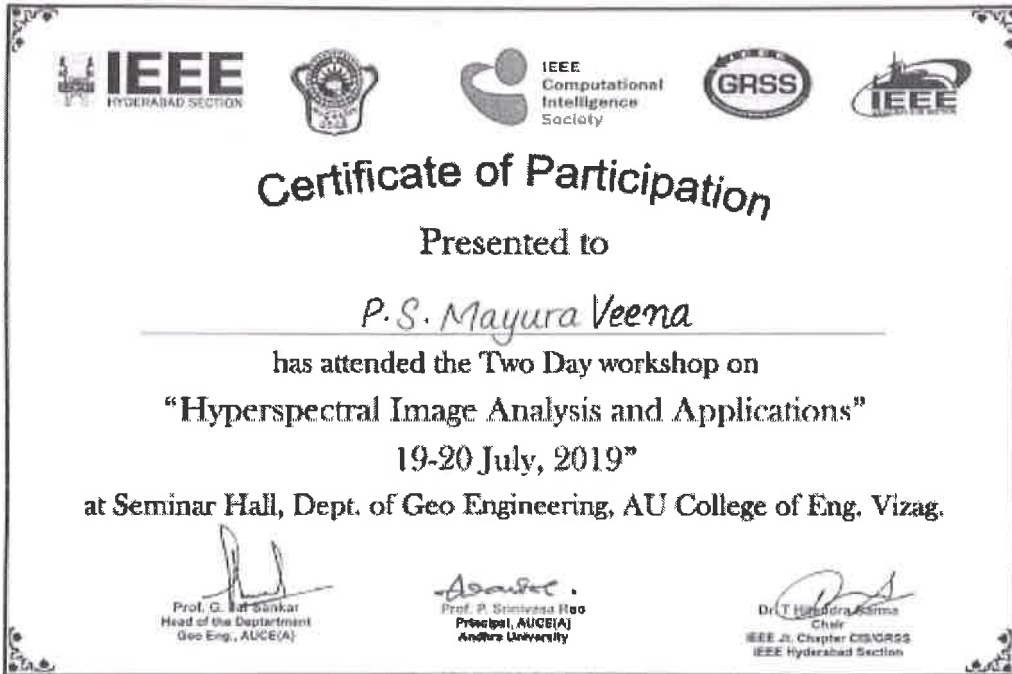 IEEE
HYDERABAD SECTION
IEEE
Computational
Intelligence
Society
GRSS
IEEE
Certificate of Participation
Presented to
P. S. Mayura Veena
has attended the Two Day workshop on
“Hyperspectral Image Analysis and Applications”
19-20 July, 2019”
at Seminar Hall, Dept. of Geo Engineering, AU College of Eng. Vizag.
Prof. G. Sankar
Head of the Department
Geo Eng., AUCE(A)
Prof. P. Srinivasa Rao
Principal, AUCE(A)
Andhra University
Dr. T Sarma
Chair
IEEE Jt. Chapter CIS/GRSS
IEEE Hyderabad Section